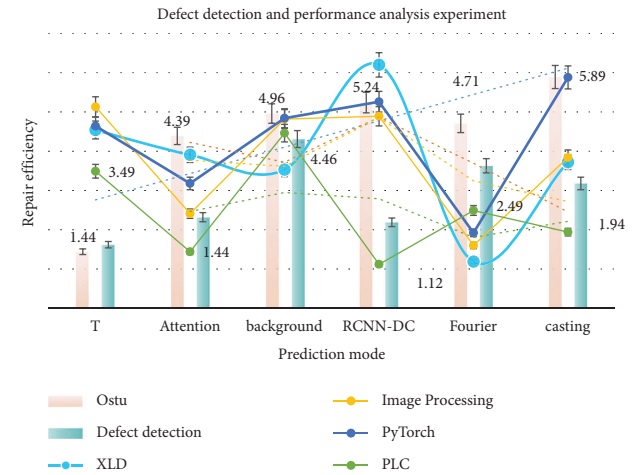 Defect detection and performance analysis experiment
Repair efficiency
1.44
3.49
4.39
1.44
4.96
4.46
5.24
1.12
4.71
2.49
5.89
1.94
T
Attention
background
RCNN-DC
Fourier
casting
Prediction mode
Ostu
Image Processing
Defect detection
PyTorch
XLD
PLC